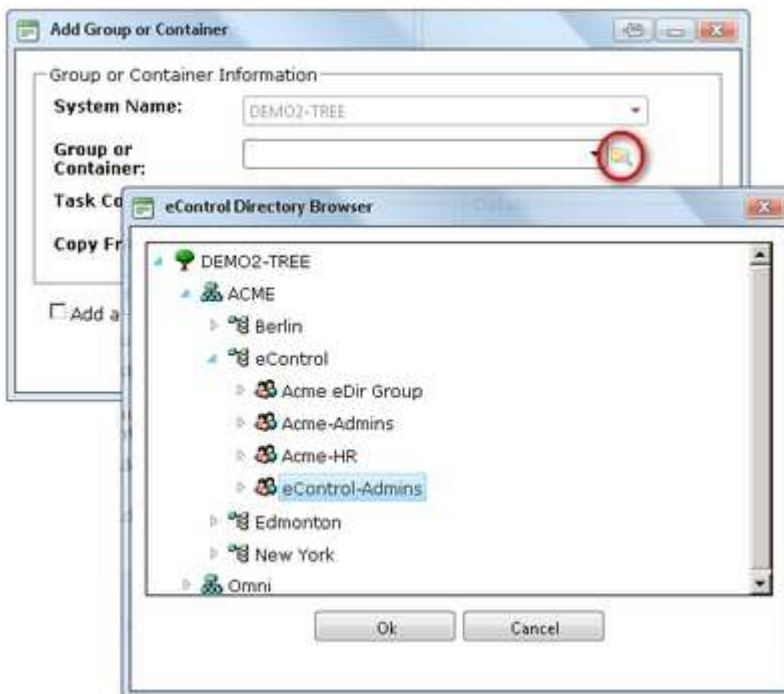 Add Group or Container
Group or Container Information
System Name:
DEMO2-TREE
Group or
Container:
Task Co
Copy Fr
Add a
eControl Directory Browser
DEMO2-TREE
ACME
Berlin
eControl
Acme eDir Group
Acme-Admins
Acme-HR
eControl-Admins
Edmonton
New York
Omni
Ok
Cancel